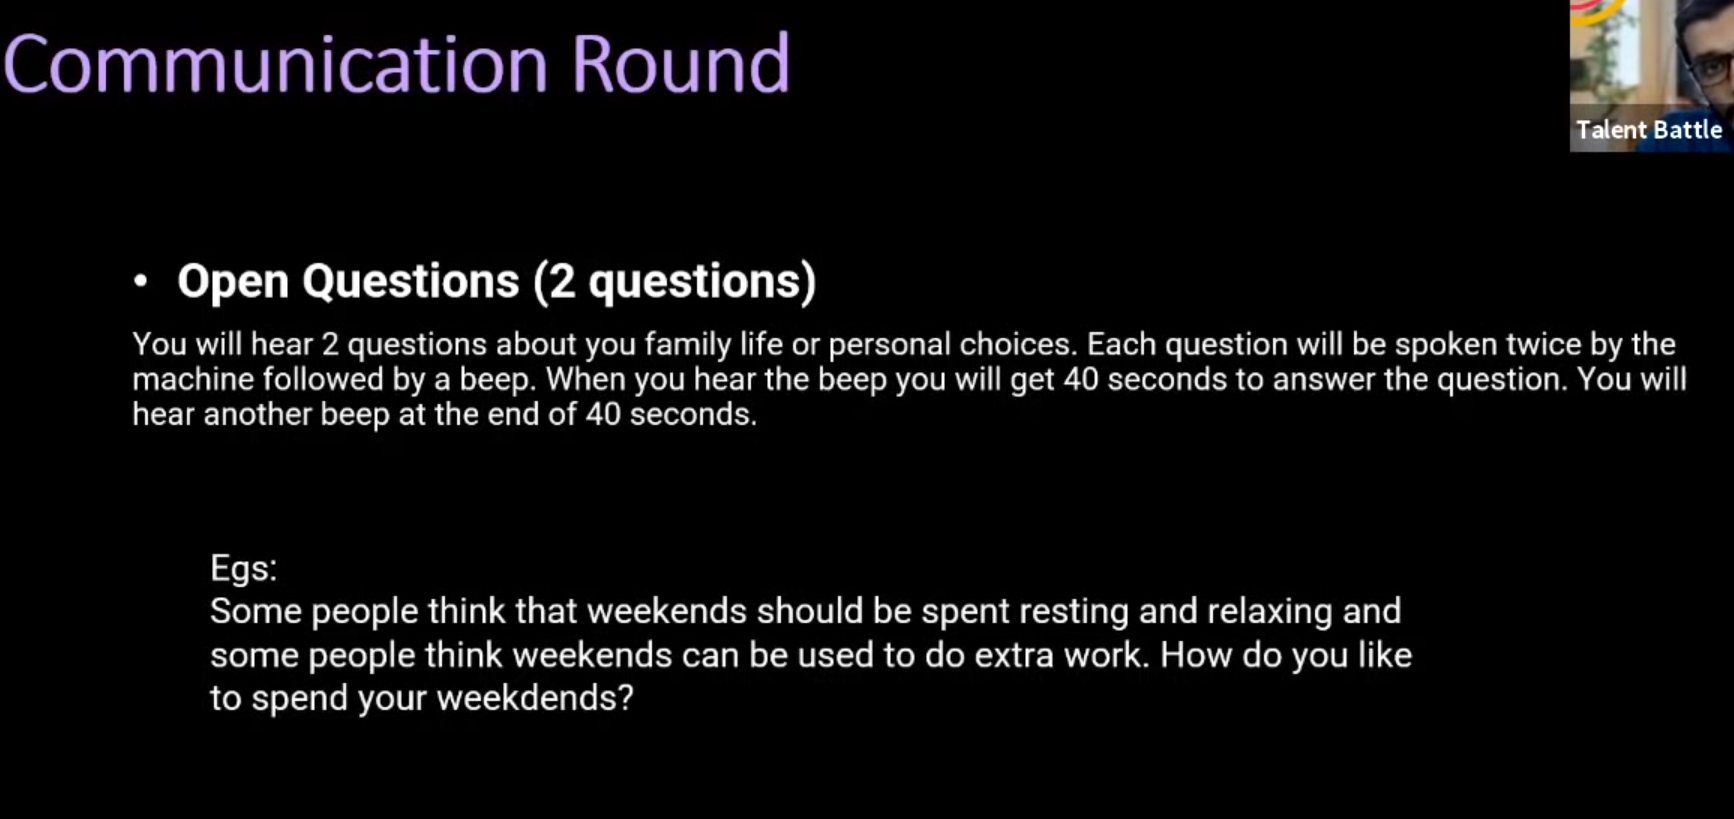 Communication Round
Talent Battle
• Open Questions (2 questions)
You will hear 2 questions about you family life or personal choices. Each question will be spoken twice by the
machine followed by a beep. When you hear the beep you will get 40 seconds to answer the question. You will
hear another beep at the end of 40 seconds.
Egs:
Some people think that weekends should be spent resting and relaxing and
some people think weekends can be used to do extra work. How do you like
to spend your weekdends?